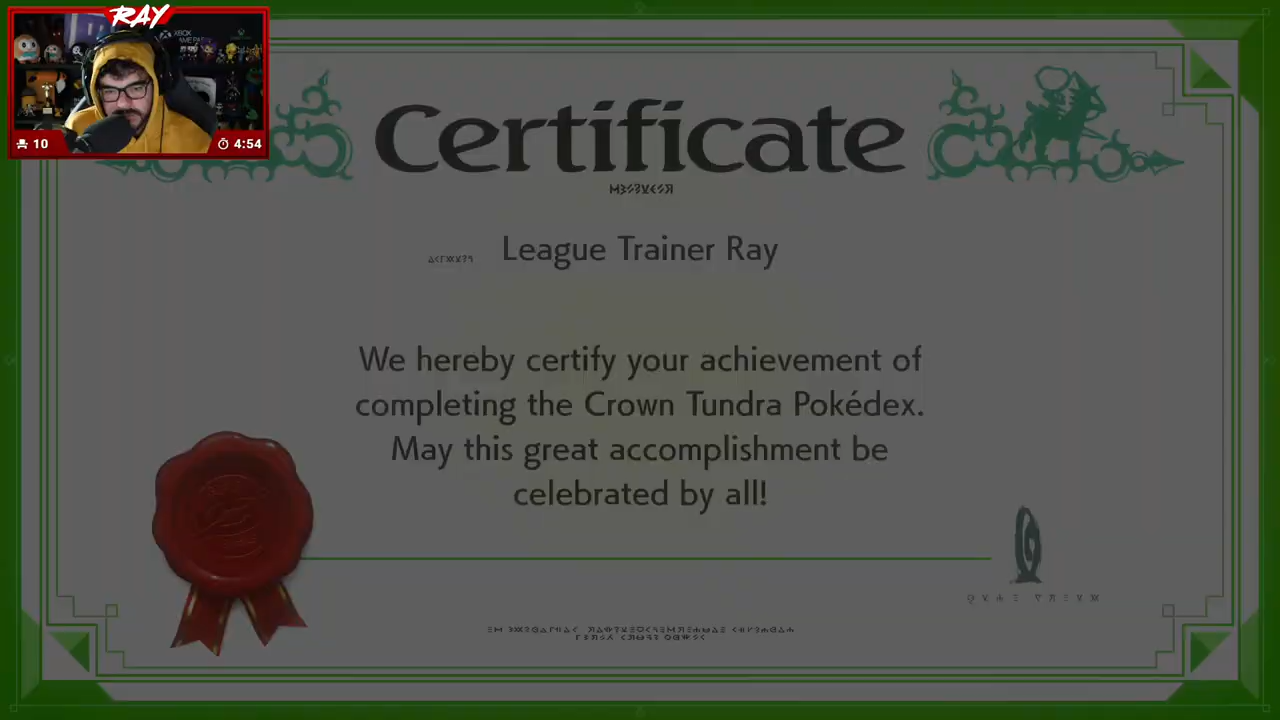 RAY
XBOX
10
4:54
Certificate
League Trainer Ray
We hereby certify your achievement of
completing the Crown Tundra Pokédex.
May this great accomplishment be
celebrated by all!